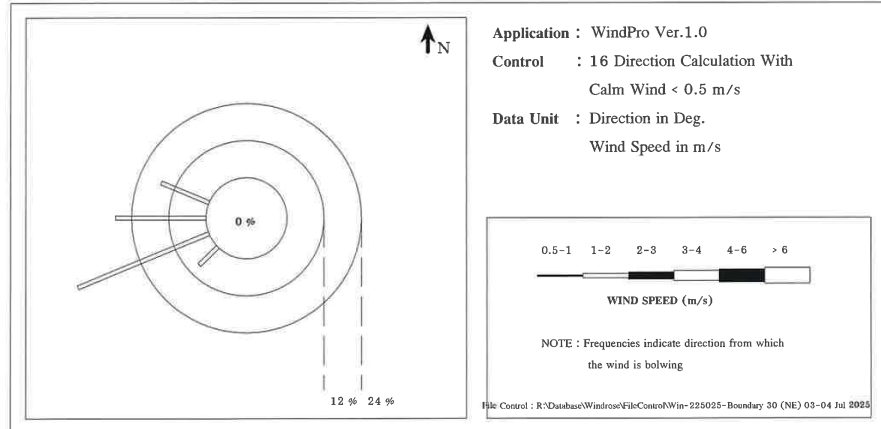 N
0 %
12 % 24 %
Application : WindPro Ver.1.0
Control : 16 Direction Calculation With
Calm Wind < 0.5 m/s
Data Unit : Direction in Deg.
Wind Speed in m/s
0.5-1 1-2 2-3 3-4 4-6 > 6
WIND SPEED (m/s)
NOTE : Frequencies indicate direction from which
the wind is bolwing
File Control : R:\Database\Windrose\FileControl\Win-225025-Boundary 30 (NE) 03-04 Jul 2025